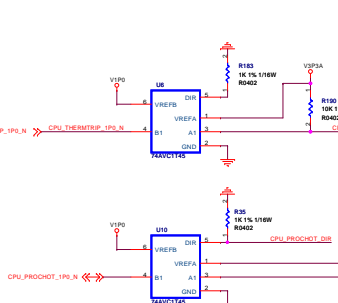 2
R183
1K 1% 1/16W
R0402
V1P0
V3P3A
U6
DIR 5
6 VREFB
VREFA 1
R190
10K 1
R0402
P_1P0_N
CPU_THERMTRIP_1P0_N
4 B1
A1 3
GND 2
74AVC1T45
R35
1K 1% 1/16W
R0402
V1P0
U10
DIR 5
CPU_PROCHOT_DIR
6 VREFB
VREFA 1
CPU_PROCHOT_1P0_N
4 B1
A1 3
GND 2
74AVC1T45